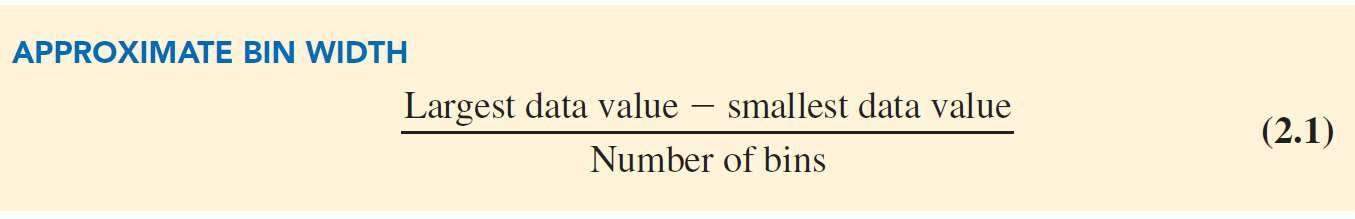 APPROXIMATE BIN WIDTH
Largest data value − smallest data value
Number of bins
(2.1)